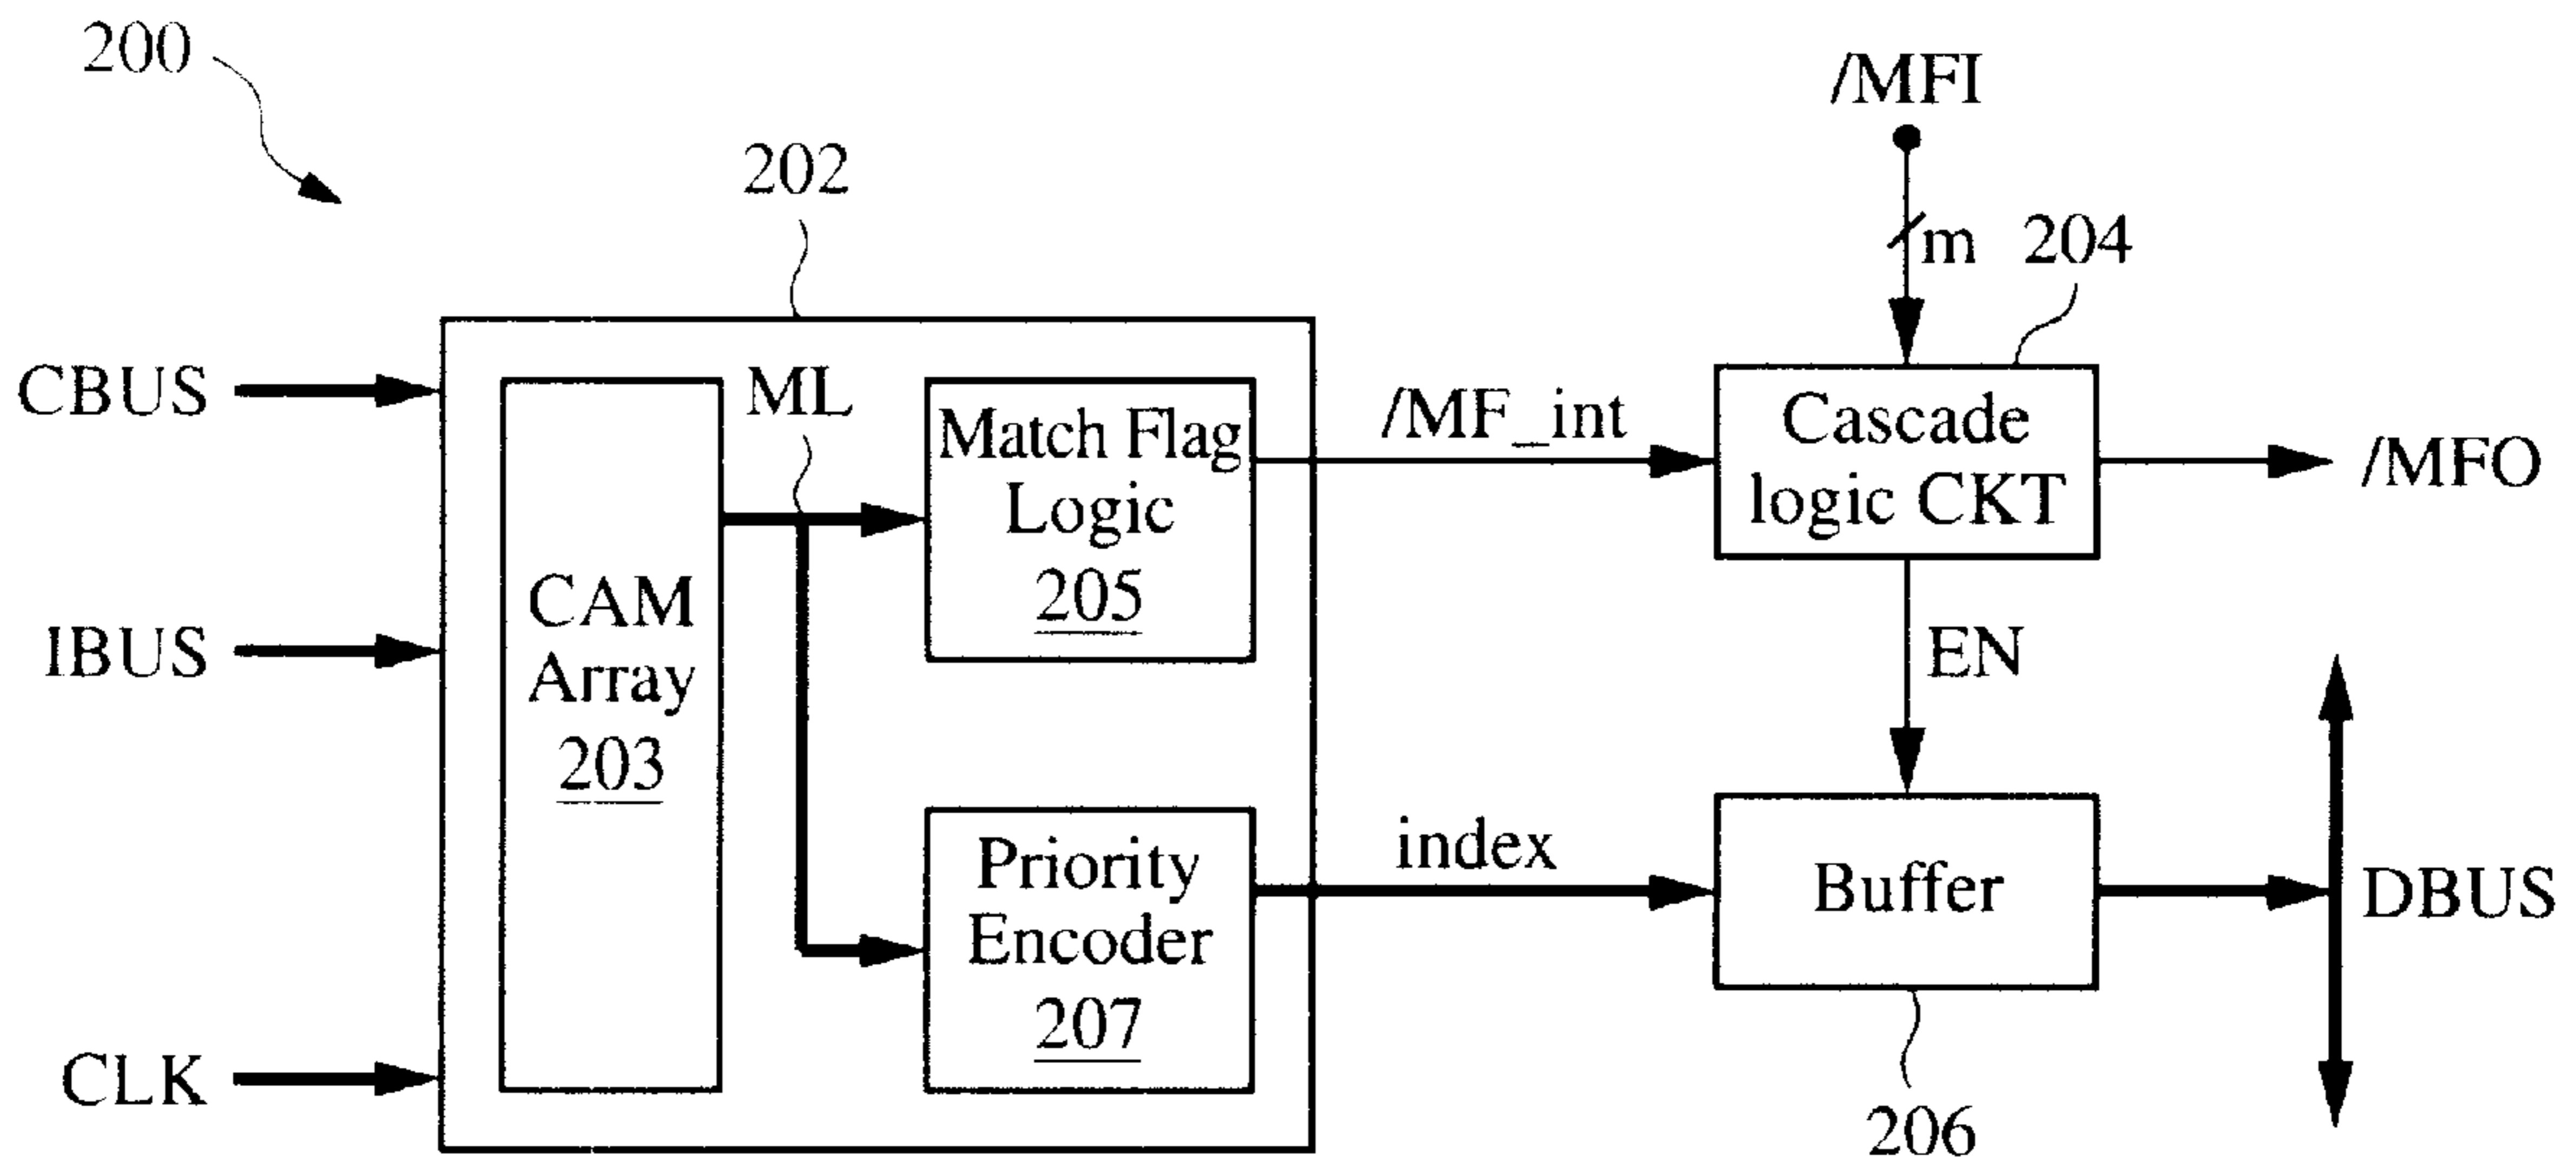 200
/MFI
202
m
204
CBUS
ML
Match Flag
Logic
205
/MF_int
Cascade
logic CKT
/MFO
IBUS
CAM
Array
203
EN
Priority
Encoder
207
index
Buffer
DBUS
CLK
206